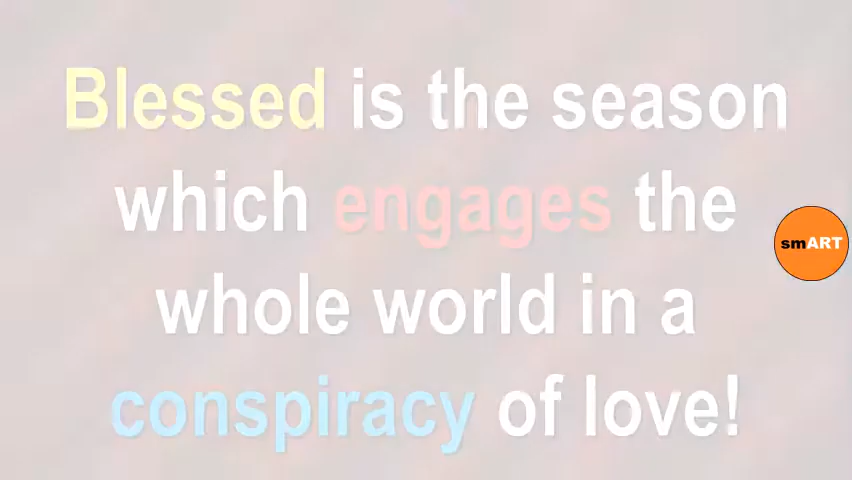 Blessed is the season
which engages the
smART
whole world in a
conspiracy of love!